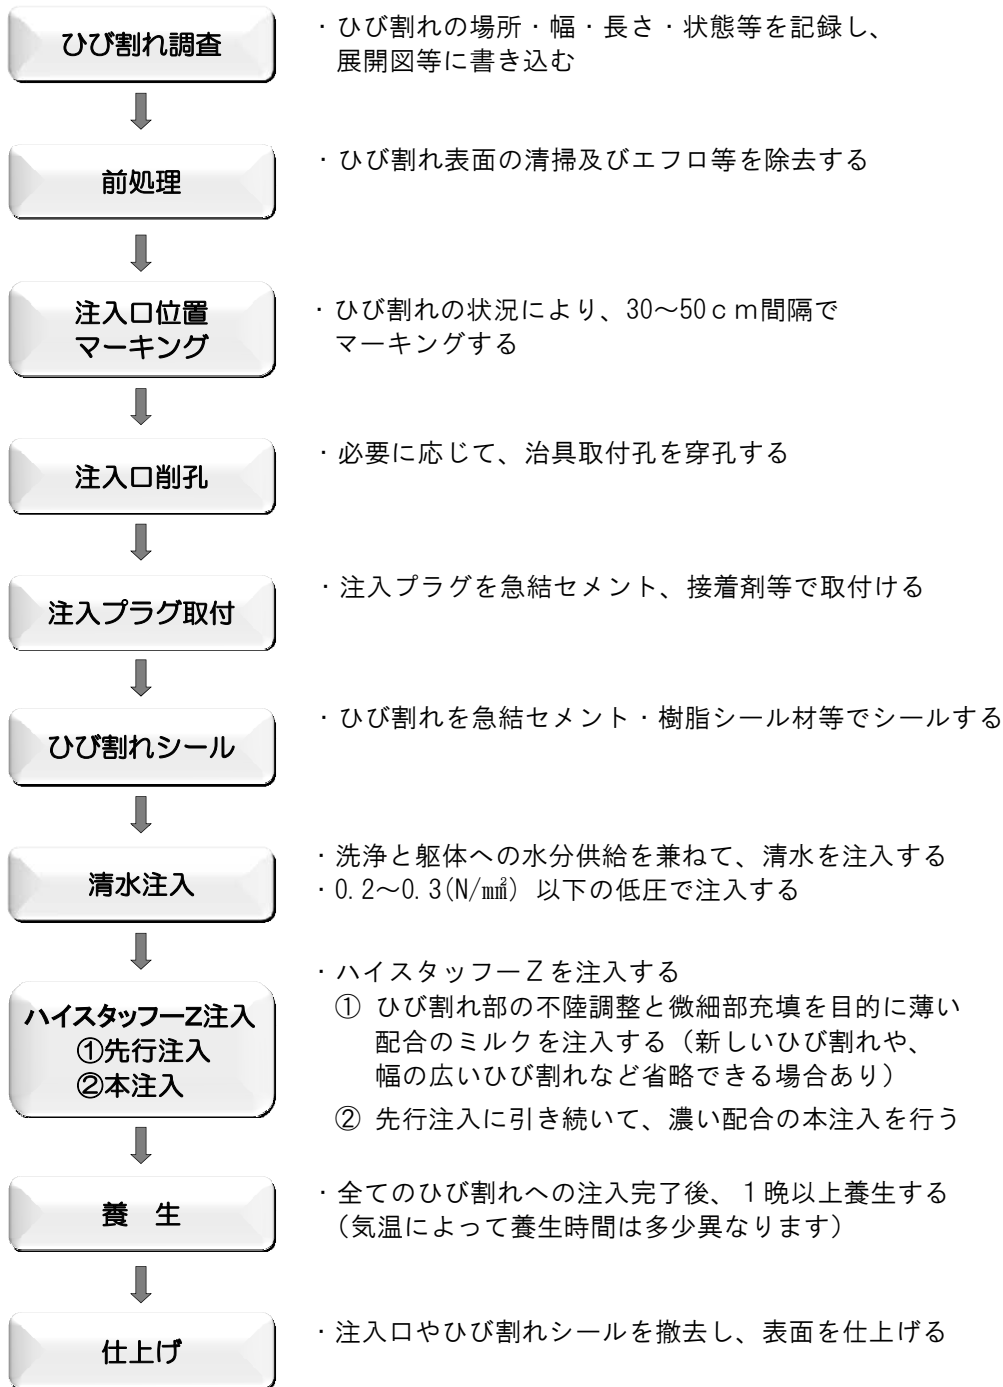 ひび割れ調査
・ひび割れの場所・幅・長さ・状態等を記録し、
展開図等に書き込む
前処理
・ひび割れ表面の清掃及びエフロ等を除去する
注入口位置
マーキング
・ひび割れの状況により、30～50ｃｍ間隔で
マーキングする
注入口削孔
・必要に応じて、治具取付孔を穿孔する
注入プラグ取付
・注入プラグを急結セメント、接着剤等で取付ける
ひび割れシール
・ひび割れを急結セメント・樹脂シール材等でシールする
清水注入
・洗浄と躯体への水分供給を兼ねて、清水を注入する
・0.2～0.3(N/㎟) 以下の低圧で注入する
ハイスタッフーZ注入
①先行注入
②本注入
・ハイスタッフーＺを注入する
① ひび割れ部の不陸調整と微細部充填を目的に薄い
配合のミルクを注入する（新しいひび割れや、
幅の広いひび割れなど省略できる場合あり）
② 先行注入に引き続いて、濃い配合の本注入を行う
養　生
・全てのひび割れへの注入完了後、１晩以上養生する
（気温によって養生時間は多少異なります）
仕上げ
・注入口やひび割れシールを撤去し、表面を仕上げる